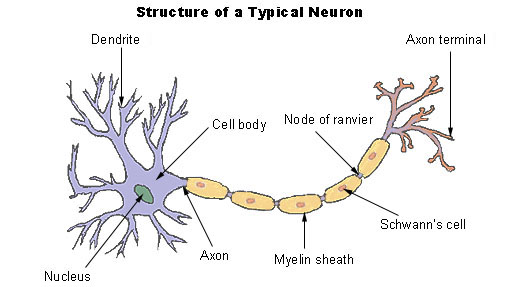 Structure of a Typical Neuron
Dendrite
Axon terminal
Cell body
Node of ranvier
Schwann's cell
Axon
Myelin sheath
Nucleus